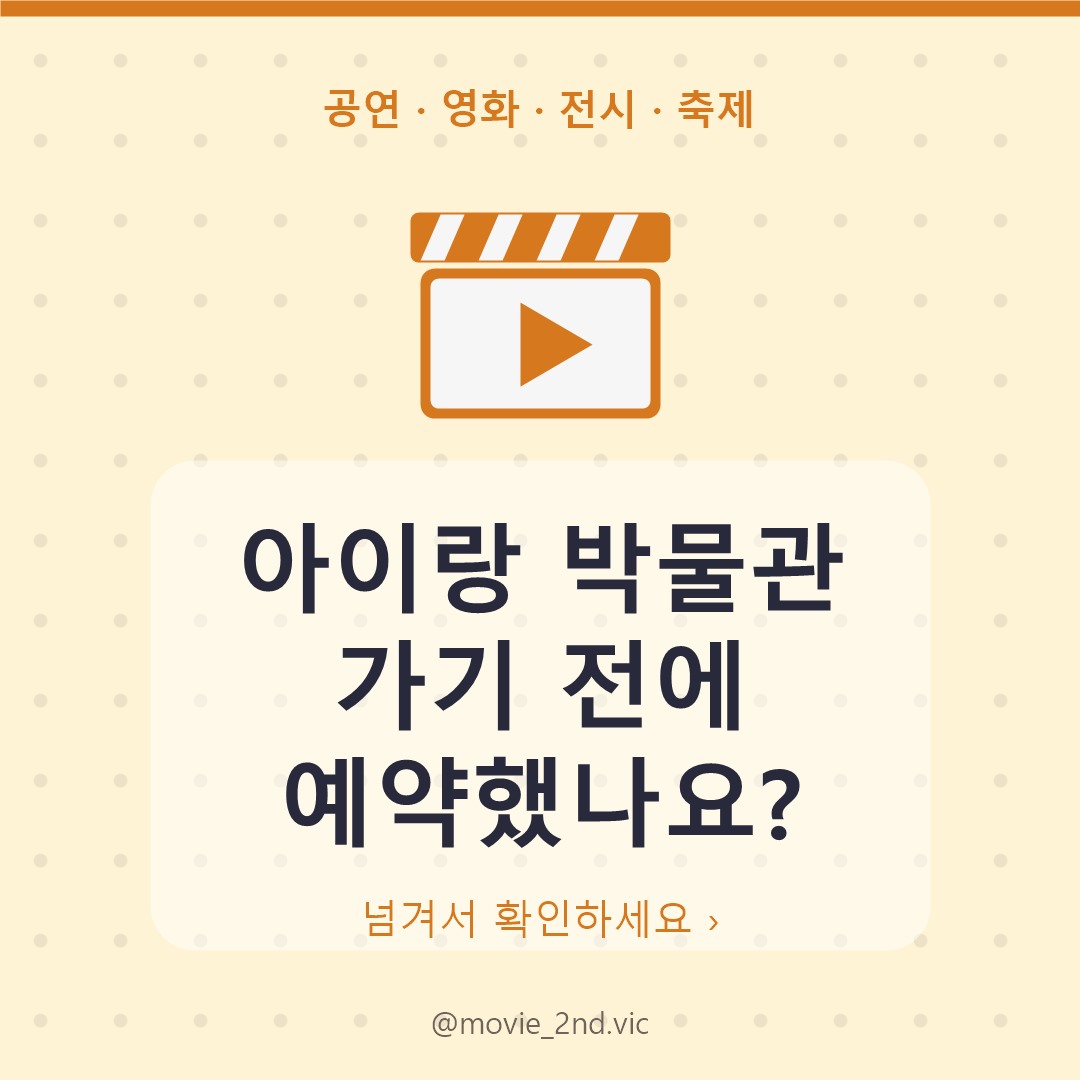 공연 · 영화 · 전시 · 축제
아이랑 박물관
가기 전에
예약했나요?
넘겨서 확인하세요 ›
@movie_2nd.vic